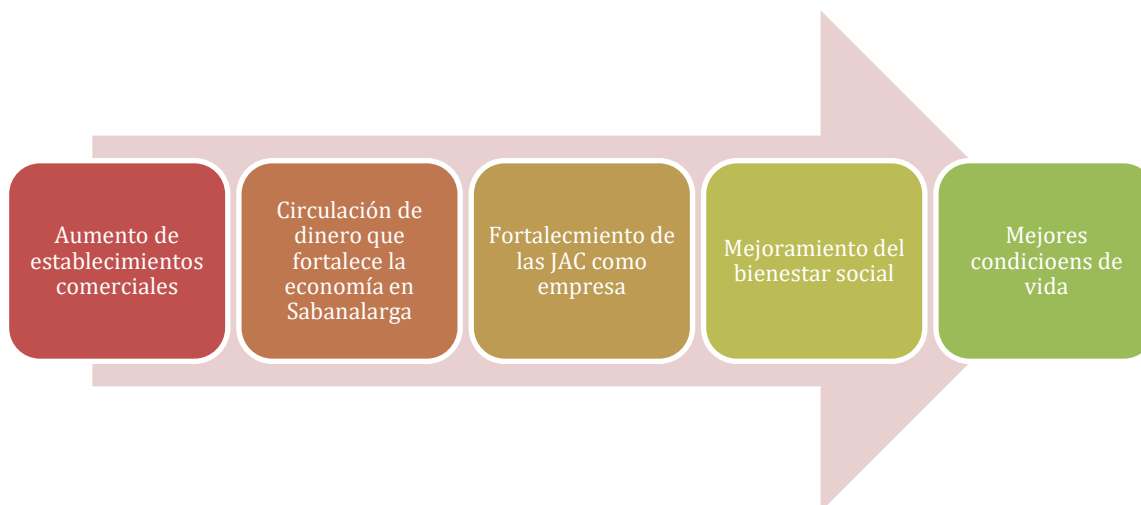 Aumento de
establecimientos
comerciales
Circulación de
dinero que
fortalece la
economía en
Sabanalarga
Fortalecmiento de
las JAC como
empresa
Mejoramiento del
bienestar social
Mejores
condicioens de
vida